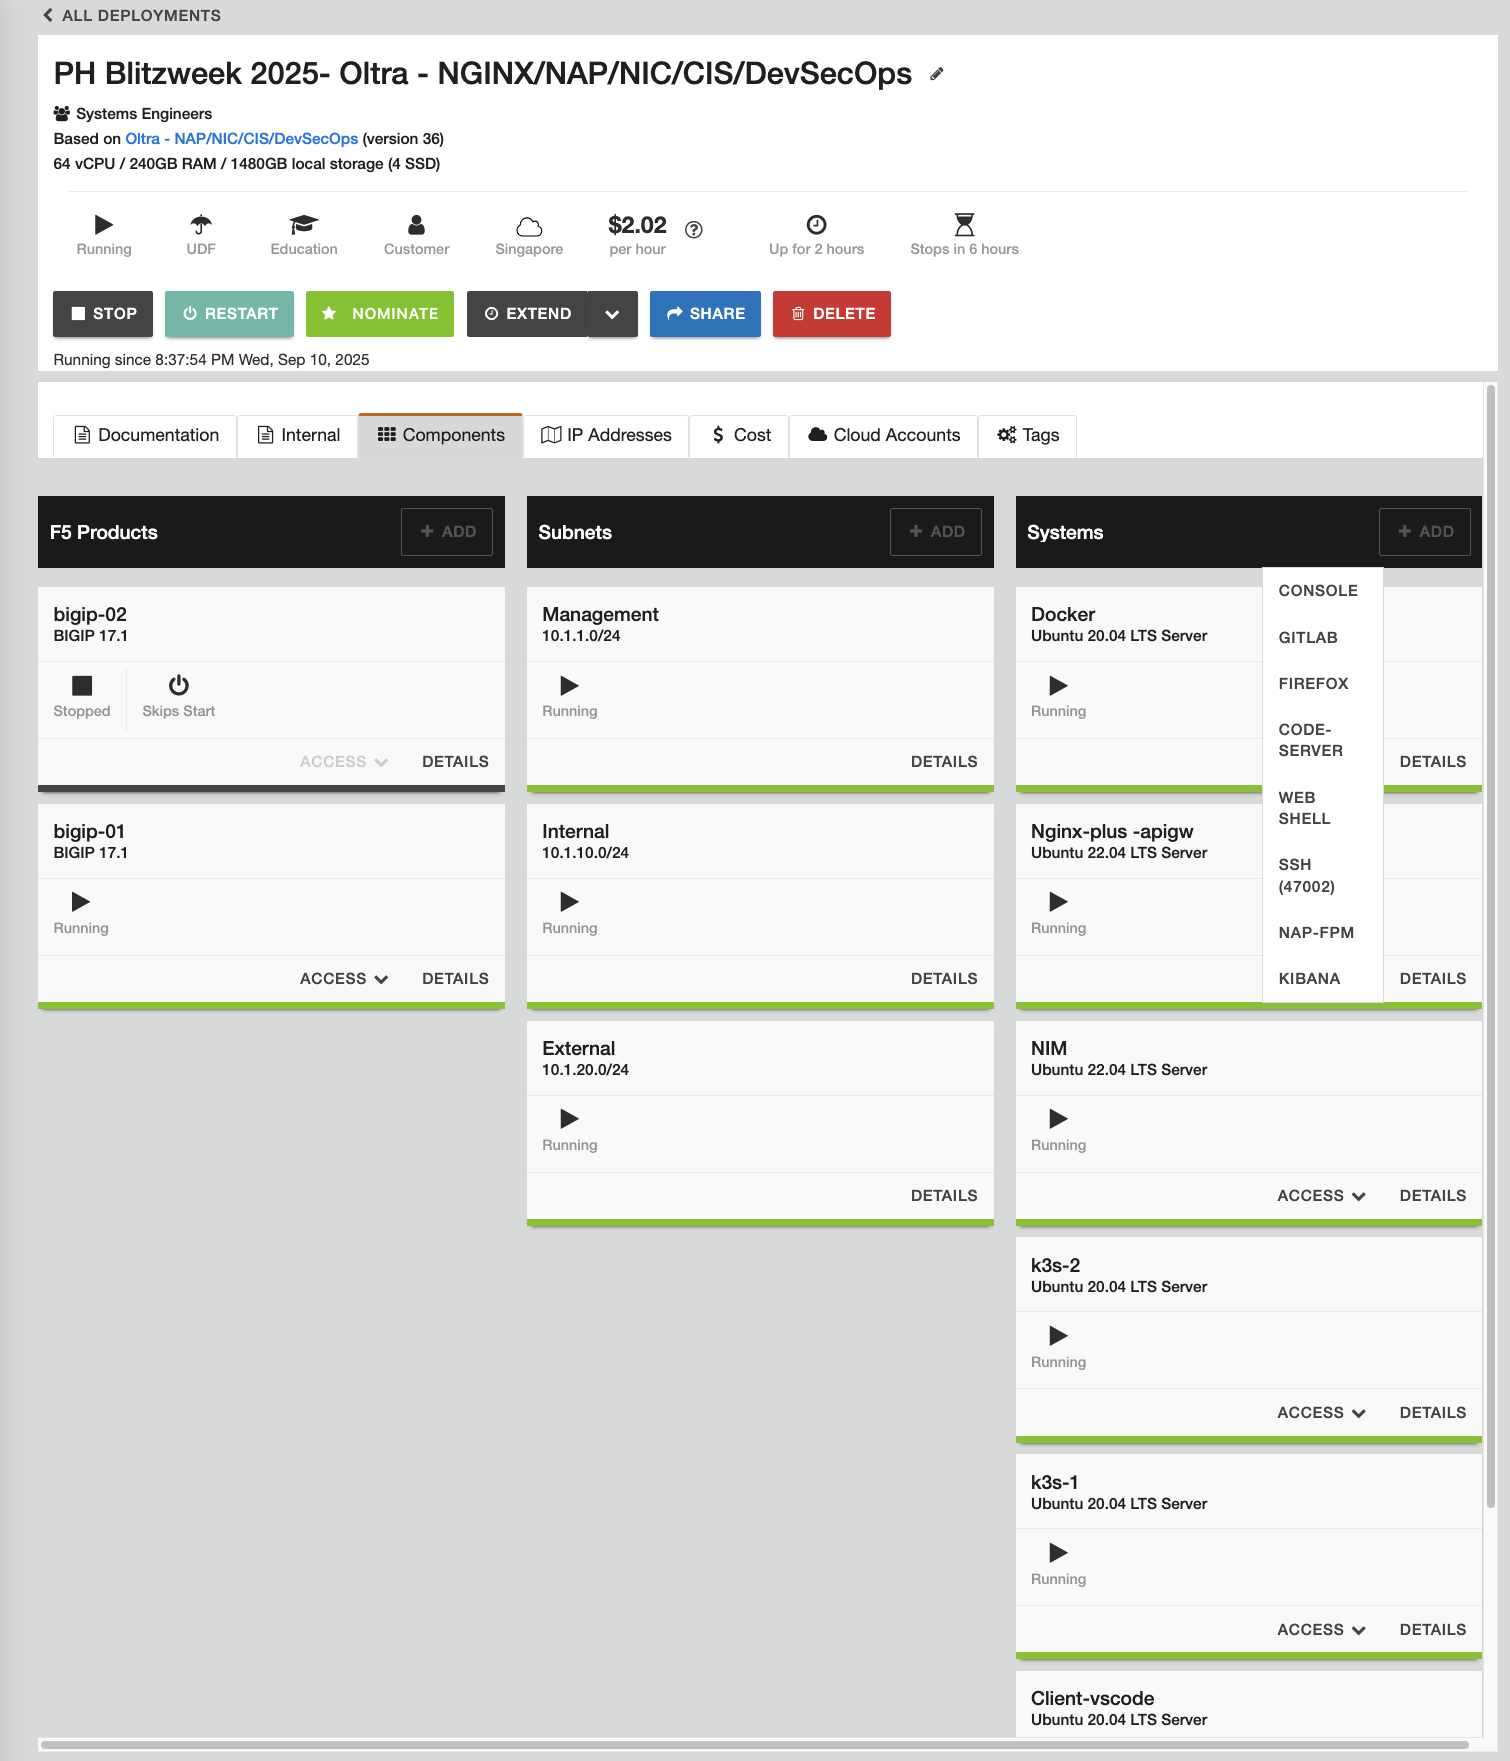 ALL DEPLOYMENTS
PH Blitzweek 2025- Oltra - NGINX/NAP/NIC/CIS/DevSecOps
Systems Engineers
Based on Oltra - NAP/NIC/CIS/DevSecOps (version 36)
64 vCPU / 240GB RAM / 1480GB local storage (4 SSD)
Running
UDF
Education
Customer
Singapore
$2.02
per hour
Up for 2 hours
Stops in 6 hours
STOP
RESTART
NOMINATE
EXTEND
SHARE
DELETE
Running since 8:37:54 PM Wed, Sep 10, 2025
Documentation
Internal
Components
IP Addresses
Cost
Cloud Accounts
Tags
F5 Products
+ ADD
bigip-02
BIGIP 17.1
Stopped
Skips Start
ACCESS
DETAILS
bigip-01
BIGIP 17.1
Running
ACCESS
DETAILS
Subnets
+ ADD
Management
10.1.1.0/24
Running
DETAILS
Internal
10.1.10.0/24
Running
DETAILS
External
10.1.20.0/24
Running
DETAILS
Systems
+ ADD
Docker
Ubuntu 20.04 LTS Server
Running
DETAILS
CONSOLE
GITLAB
FIREFOX
CODE-
SERVER
WEB
SHELL
SSH
(47002)
NAP-FPM
KIBANA
Nginx-plus -apigw
Ubuntu 22.04 LTS Server
Running
DETAILS
NIM
Ubuntu 22.04 LTS Server
Running
ACCESS
DETAILS
k3s-2
Ubuntu 20.04 LTS Server
Running
ACCESS
DETAILS
k3s-1
Ubuntu 20.04 LTS Server
Running
ACCESS
DETAILS
Client-vscode
Ubuntu 20.04 LTS Server